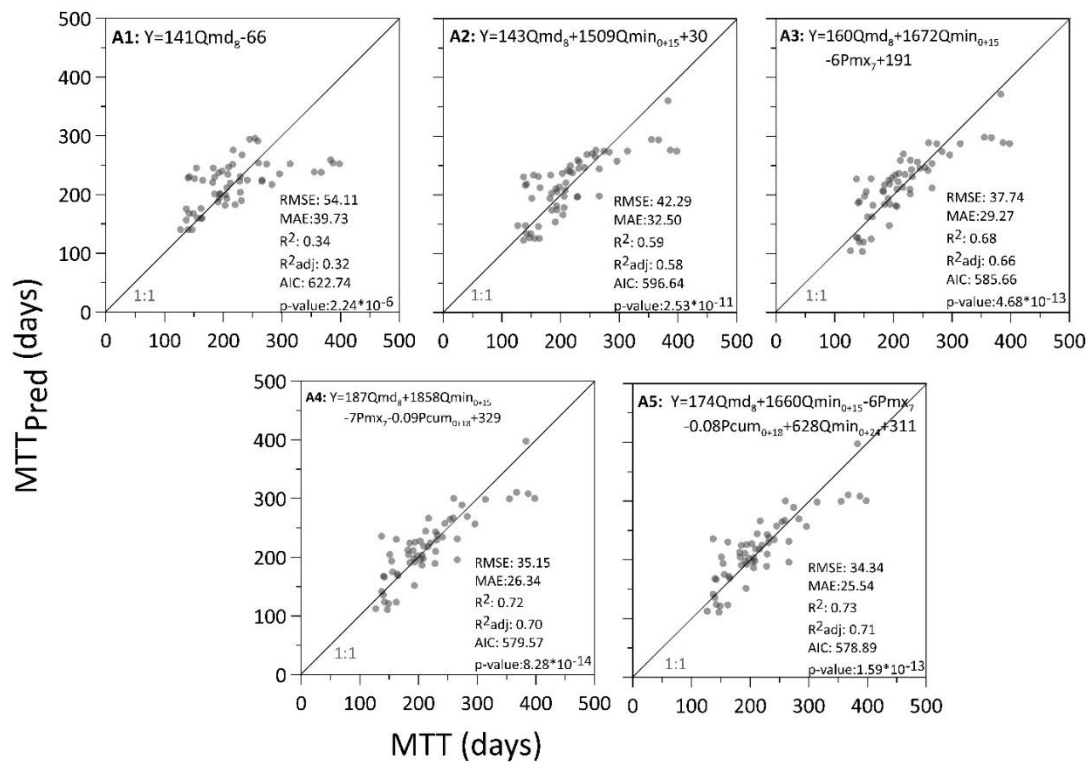 MTT_Pred (days)
500
400
300
200
100
0
A1: Y=141Qmd₈-66
RMSE: 54.11
MAE:39.73
R²: 0.34
R²adj: 0.32
AIC: 622.74
p-value:2.24*10⁻⁶
1:1
0 100 200 300 400 500
A2: Y=143Qmd₈+1509Qmin₀₊₁₅+30
RMSE: 42.29
MAE: 32.50
R²: 0.59
R²adj: 0.58
AIC: 596.64
p-value:2.53*10⁻¹¹
1:1
0 100 200 300 400 500
A3: Y=160Qmd₈+1672Qmin₀₊₁₅
-6Pmx₇+191
RMSE: 37.74
MAE: 29.27
R²: 0.68
R²adj: 0.66
AIC: 585.66
p-value:4.68*10⁻¹³
1:1
0 100 200 300 400 500
500
400
300
200
100
0
A4: Y=187Qmd₈+1858Qmin₀₊₁₅
-7Pmx₇-0.09Pcum₀₊₁₈+329
RMSE: 35.15
MAE: 26.34
R²: 0.72
R²adj: 0.70
AIC: 579.57
p-value:8.28*10⁻¹⁴
1:1
0 100 200 300 400 500
A5: Y=174Qmd₈+1660Qmin₀₊₁₅-6Pmx₇
-0.08Pcum₀₊₁₈+628Qmin₀₊₂₄+311
RMSE: 34.34
MAE: 25.54
R²: 0.73
R²adj: 0.71
AIC: 578.89
p-value:1.59*10⁻¹³
1:1
0 100 200 300 400 500
MTT (days)